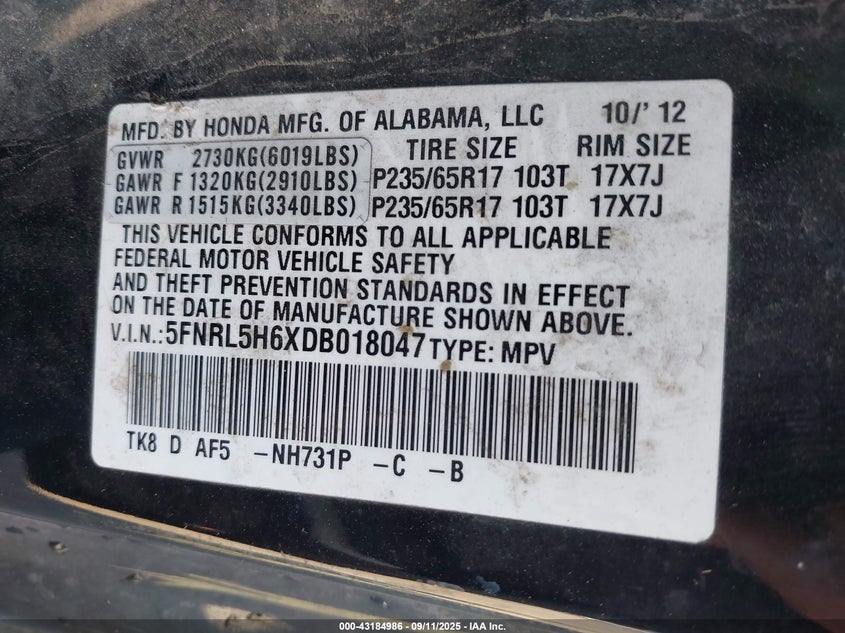 MFD. BY HONDA MFG. OF ALABAMA, LLC 10/' 12
GVWR 2730KG(6019LBS) TIRE SIZE RIM SIZE
GAWR F 1320KG(2910LBS) P235/65R17 103T 17X7J
GAWR R 1515KG(3340LBS) P235/65R17 103T 17X7J
THIS VEHICLE CONFORMS TO ALL APPLICABLE
FEDERAL MOTOR VEHICLE SAFETY
AND THEFT PREVENTION STANDARDS IN EFFECT
ON THE DATE OF MANUFACTURE SHOWN ABOVE.
V.I.N.:5FNRL5H6XDB018047 TYPE: MPV
TK8 D AF5 -NH731P -C -B
000-43184986 - 09/11/2025 - IAA Inc.